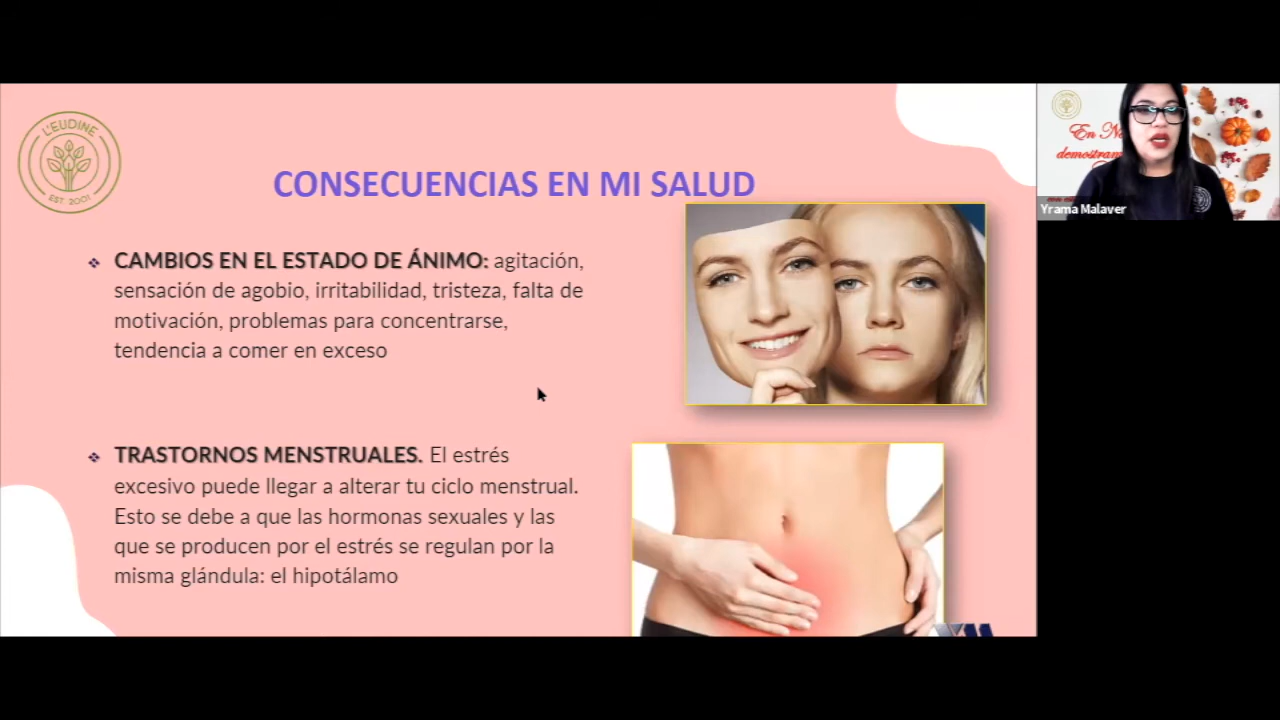 L'EUDINE
EST. 2001
CONSECUENCIAS EN MI SALUD
❖ CAMBIOS EN EL ESTADO DE ÁNIMO: agitación,
sensación de agobio, irritabilidad, tristeza, falta de
motivación, problemas para concentrarse,
tendencia a comer en exceso
❖ TRASTORNOS MENSTRUALES. El estrés
excesivo puede llegar a alterar tu ciclo menstrual.
Esto se debe a que las hormonas sexuales y las
que se producen por el estrés se regulan por la
misma glándula: el hipotálamo
En
Yrama Malaver